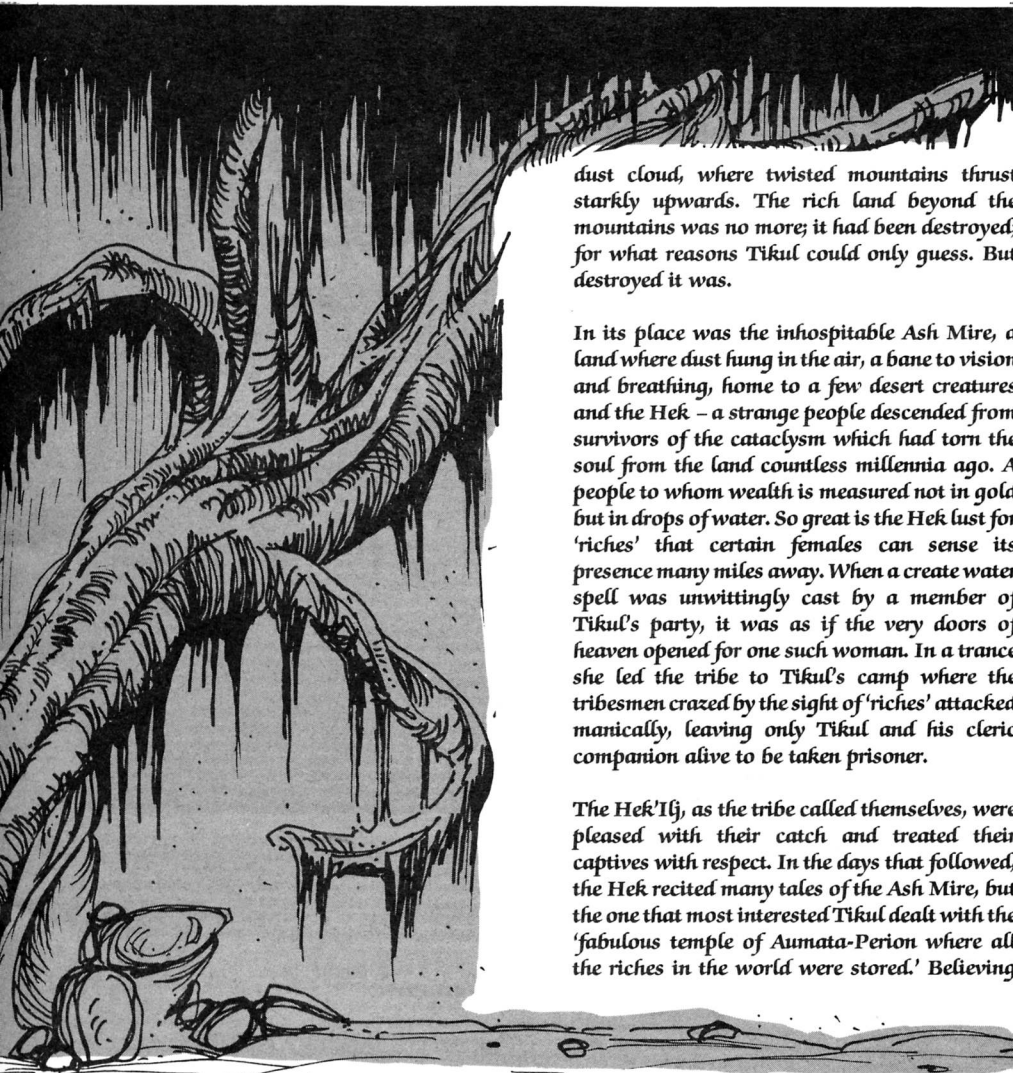 dust cloud, where twisted mountains thrust
starkly upwards. The rich land beyond the
mountains was no more; it had been destroyed,
for what reasons Tikul could only guess. But
destroyed it was.
In its place was the inhospitable Ash Mire, a
land where dust hung in the air, a bane to vision
and breathing, home to a few desert creatures
and the Hek – a strange people descended from
survivors of the cataclysm which had torn the
soul from the land countless millennia ago. A
people to whom wealth is measured not in gold
but in drops of water. So great is the Hek lust for
'riches' that certain females can sense its
presence many miles away. When a create water
spell was unwittingly cast by a member of
Tikul's party, it was as if the very doors of
heaven opened for one such woman. In a trance
she led the tribe to Tikul's camp where the
tribesmen crazed by the sight of 'riches' attacked
manically, leaving only Tikul and his cleric
companion alive to be taken prisoner.
The Hek'Ilj, as the tribe called themselves, were
pleased with their catch and treated their
captives with respect. In the days that followed,
the Hek recited many tales of the Ash Mire, but
the one that most interested Tikul dealt with the
'fabulous temple of Aumata-Perion where all
the riches in the world were stored.' Believing